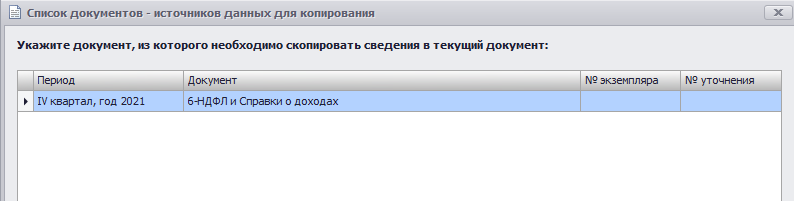 Список документов - источников данных для копирования
Укажите документ, из которого необходимо скопировать сведения в текущий документ:
Период Документ № экземпляра № уточнения
IV квартал, год 2021 6-НДФЛ и Справки о доходах